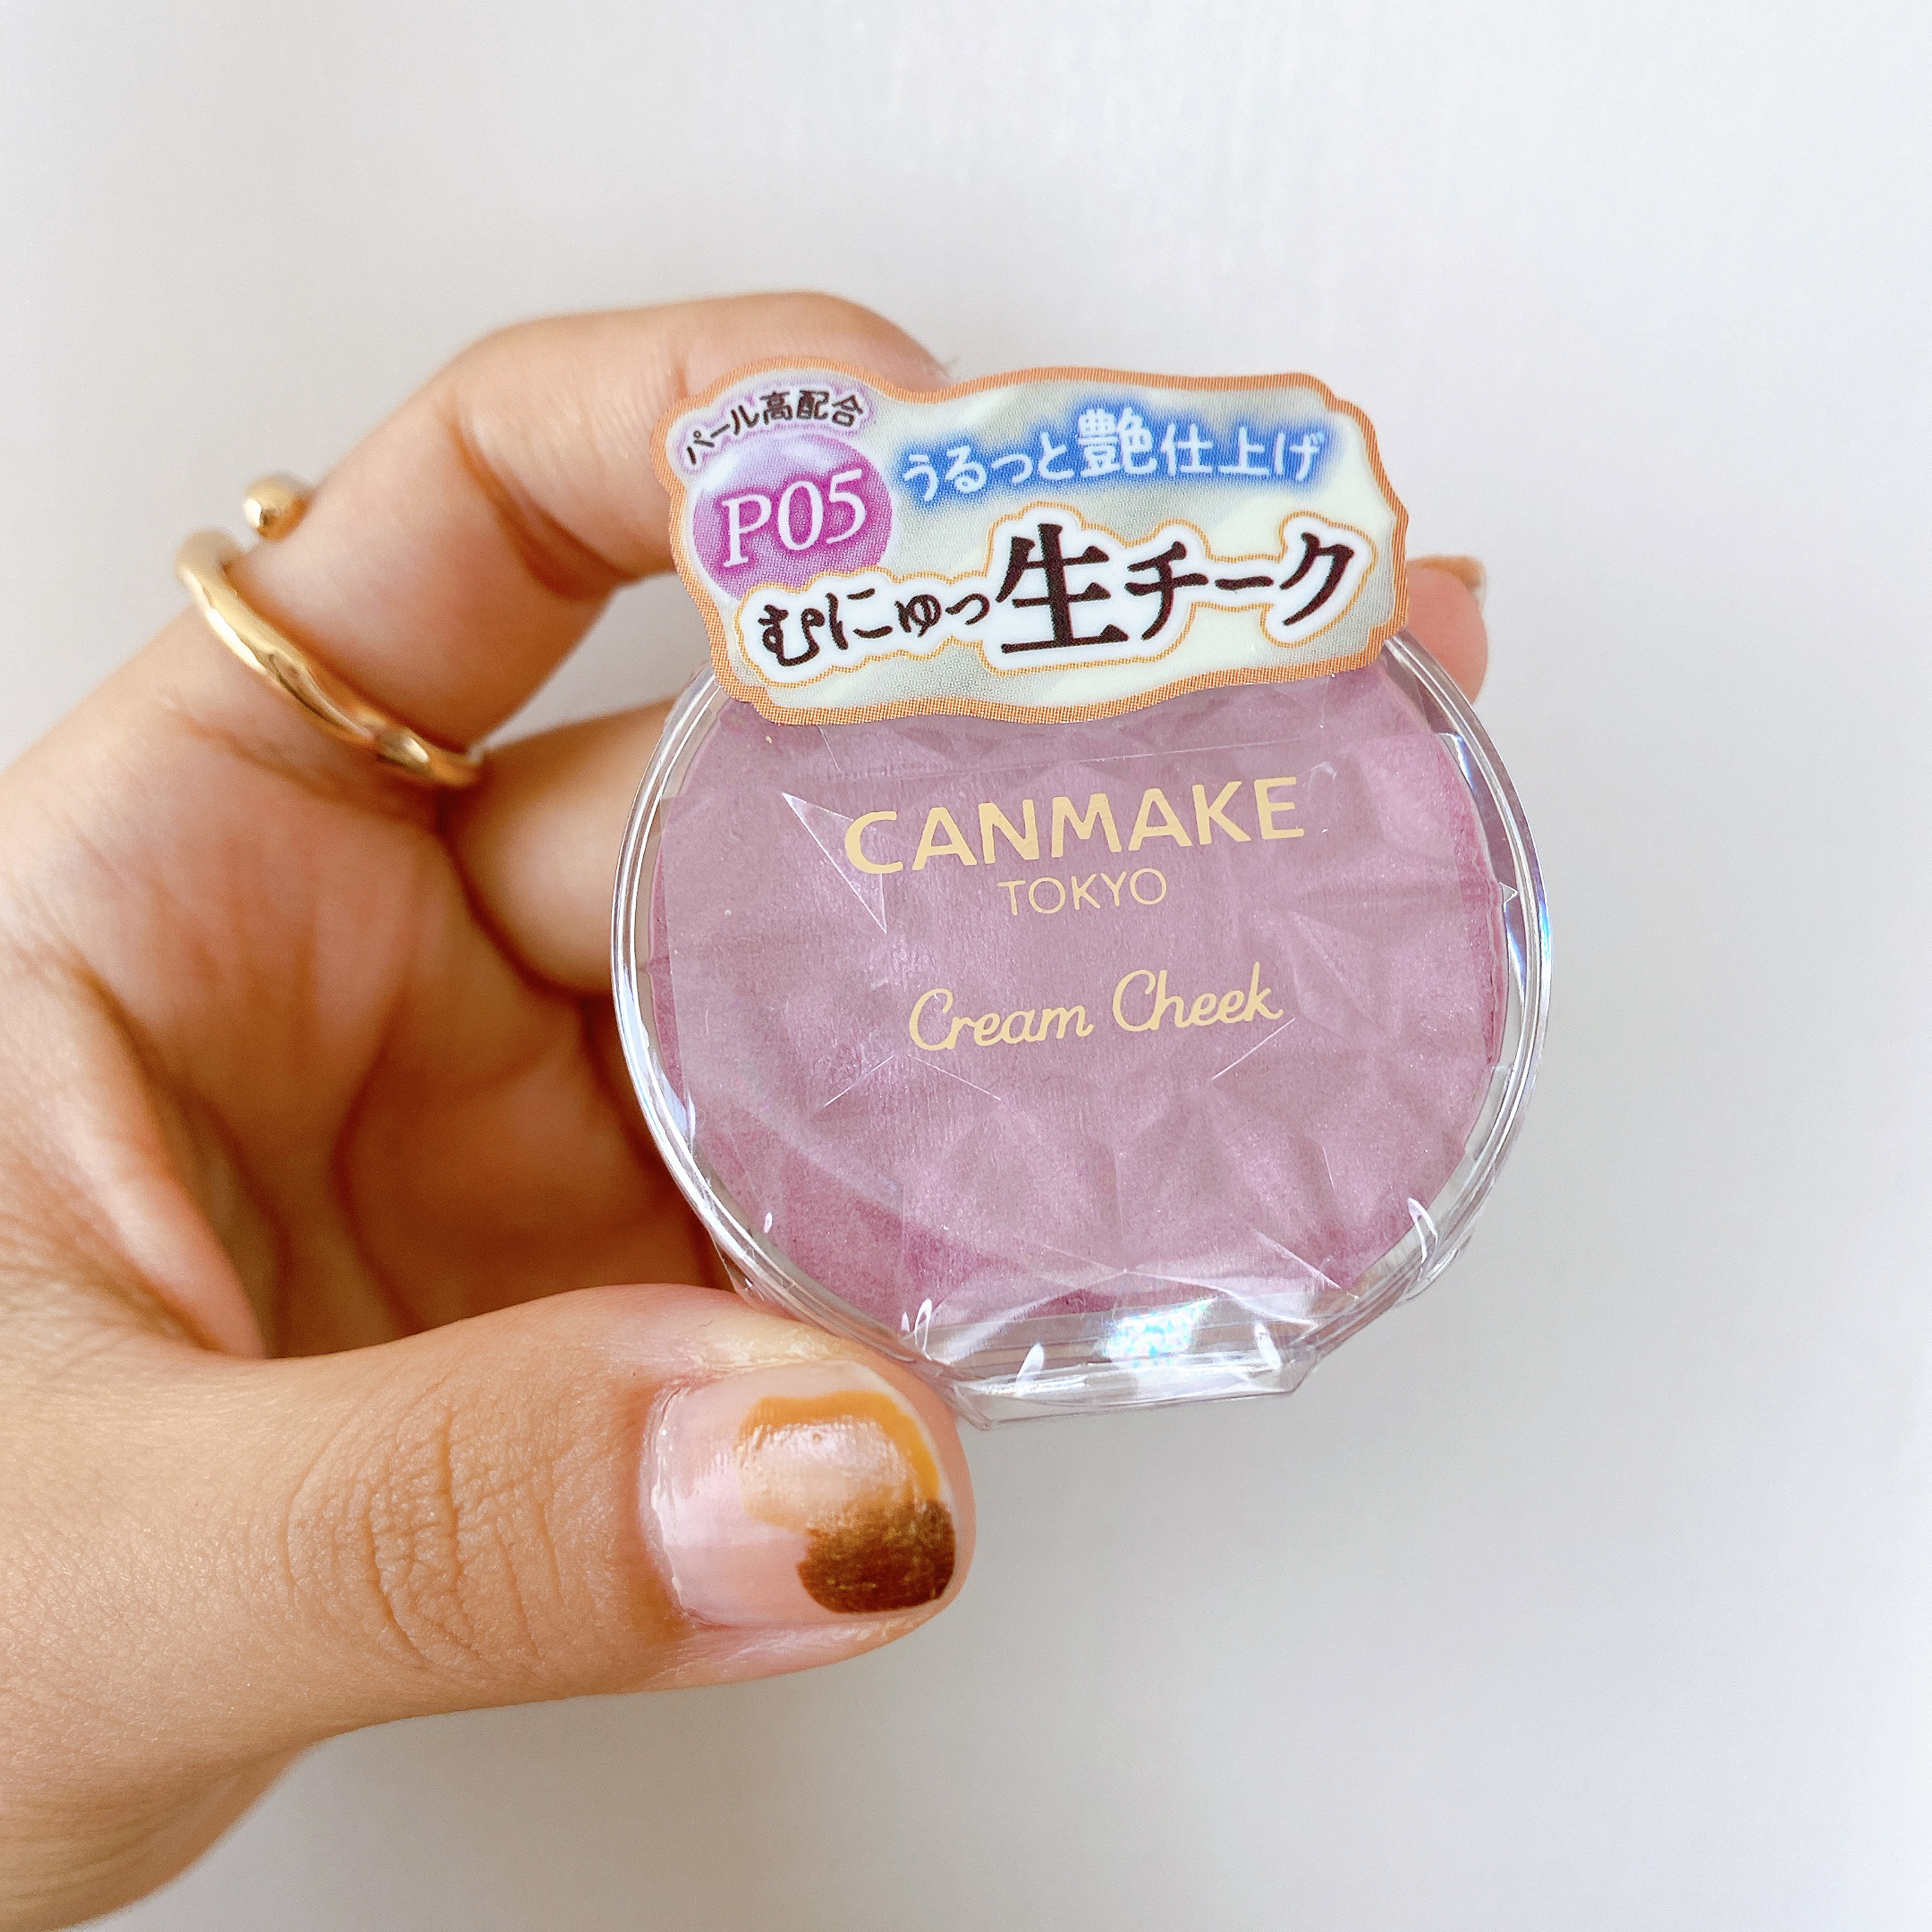 パール高配合
P05
うるっと艶仕上げ
むにゅっ生チーク
CANMAKE
TOKYO
Cream Cheek